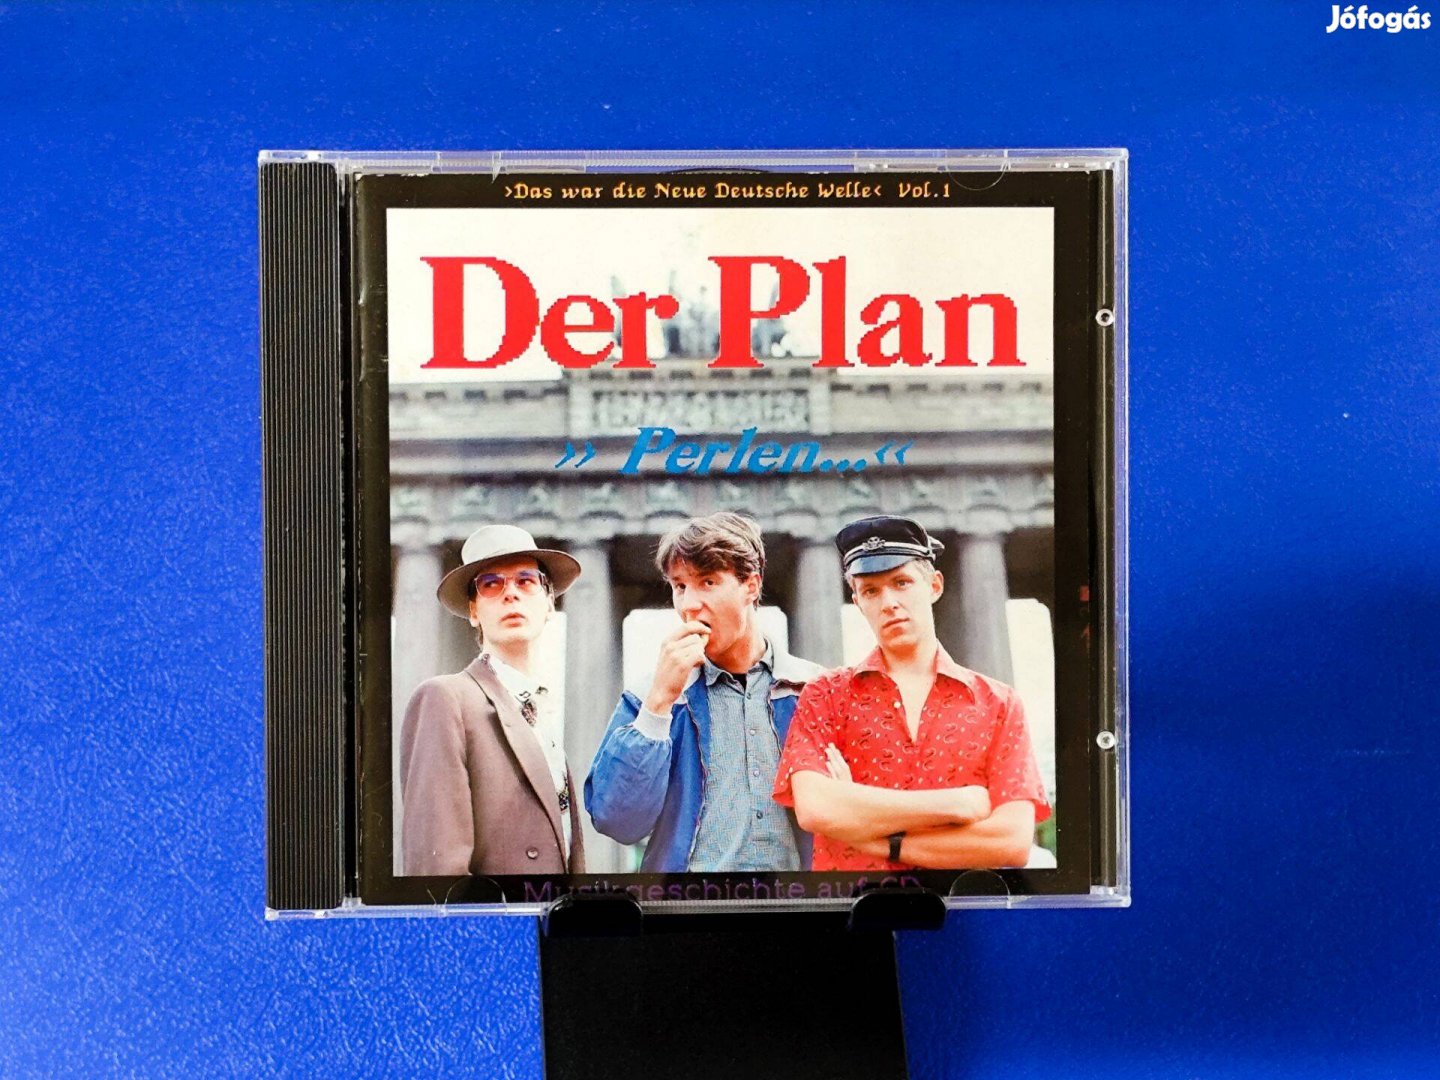 Jófogás
>Das war die Neue Deutsche Welle< Vol.1
Der Plan
>> Perlen...<<
Musikgeschichte auf CD